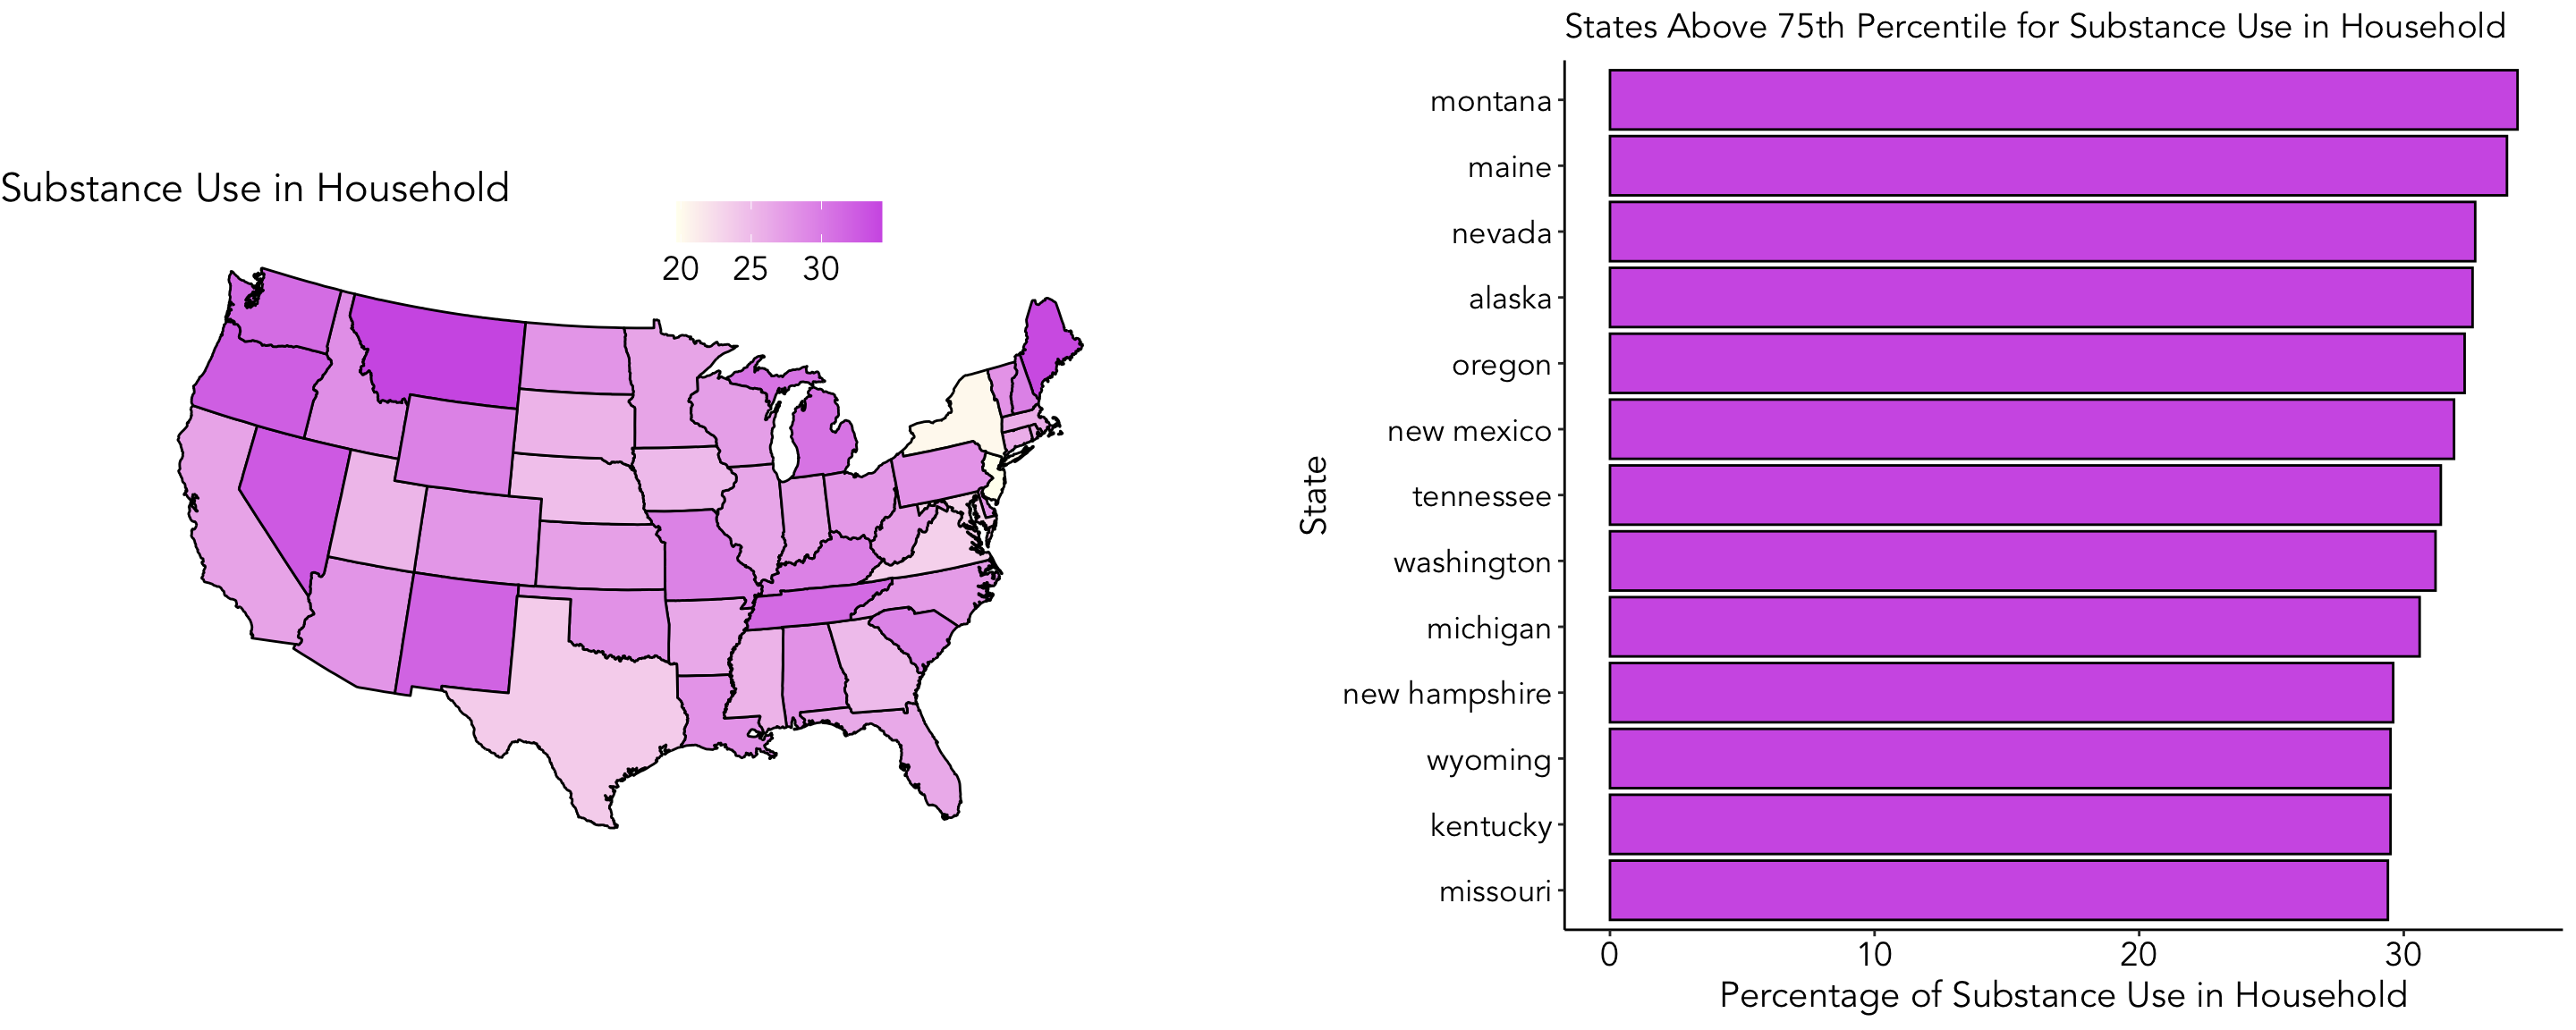 Substance Use in Household
20 25 30
States Above 75th Percentile for Substance Use in Household
State
montana
maine
nevada
alaska
oregon
new mexico
tennessee
washington
michigan
new hampshire
wyoming
kentucky
missouri
0 10 20 30
Percentage of Substance Use in Household